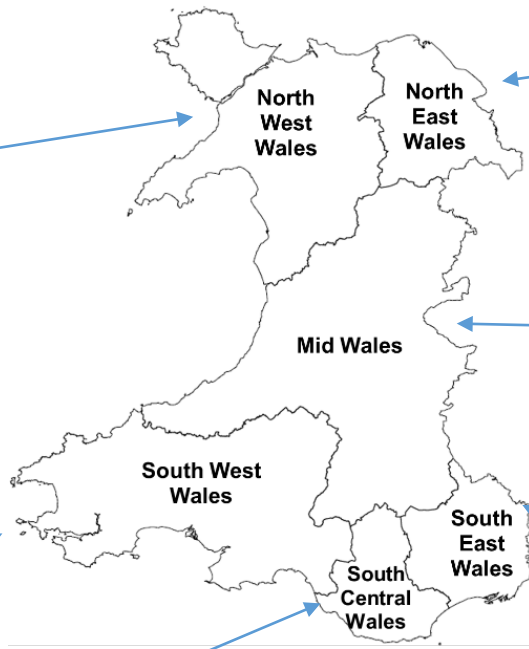 North
West
Wales
North
East
Wales
Mid Wales
South West
Wales
South
East
Wales
South
Central
Wales